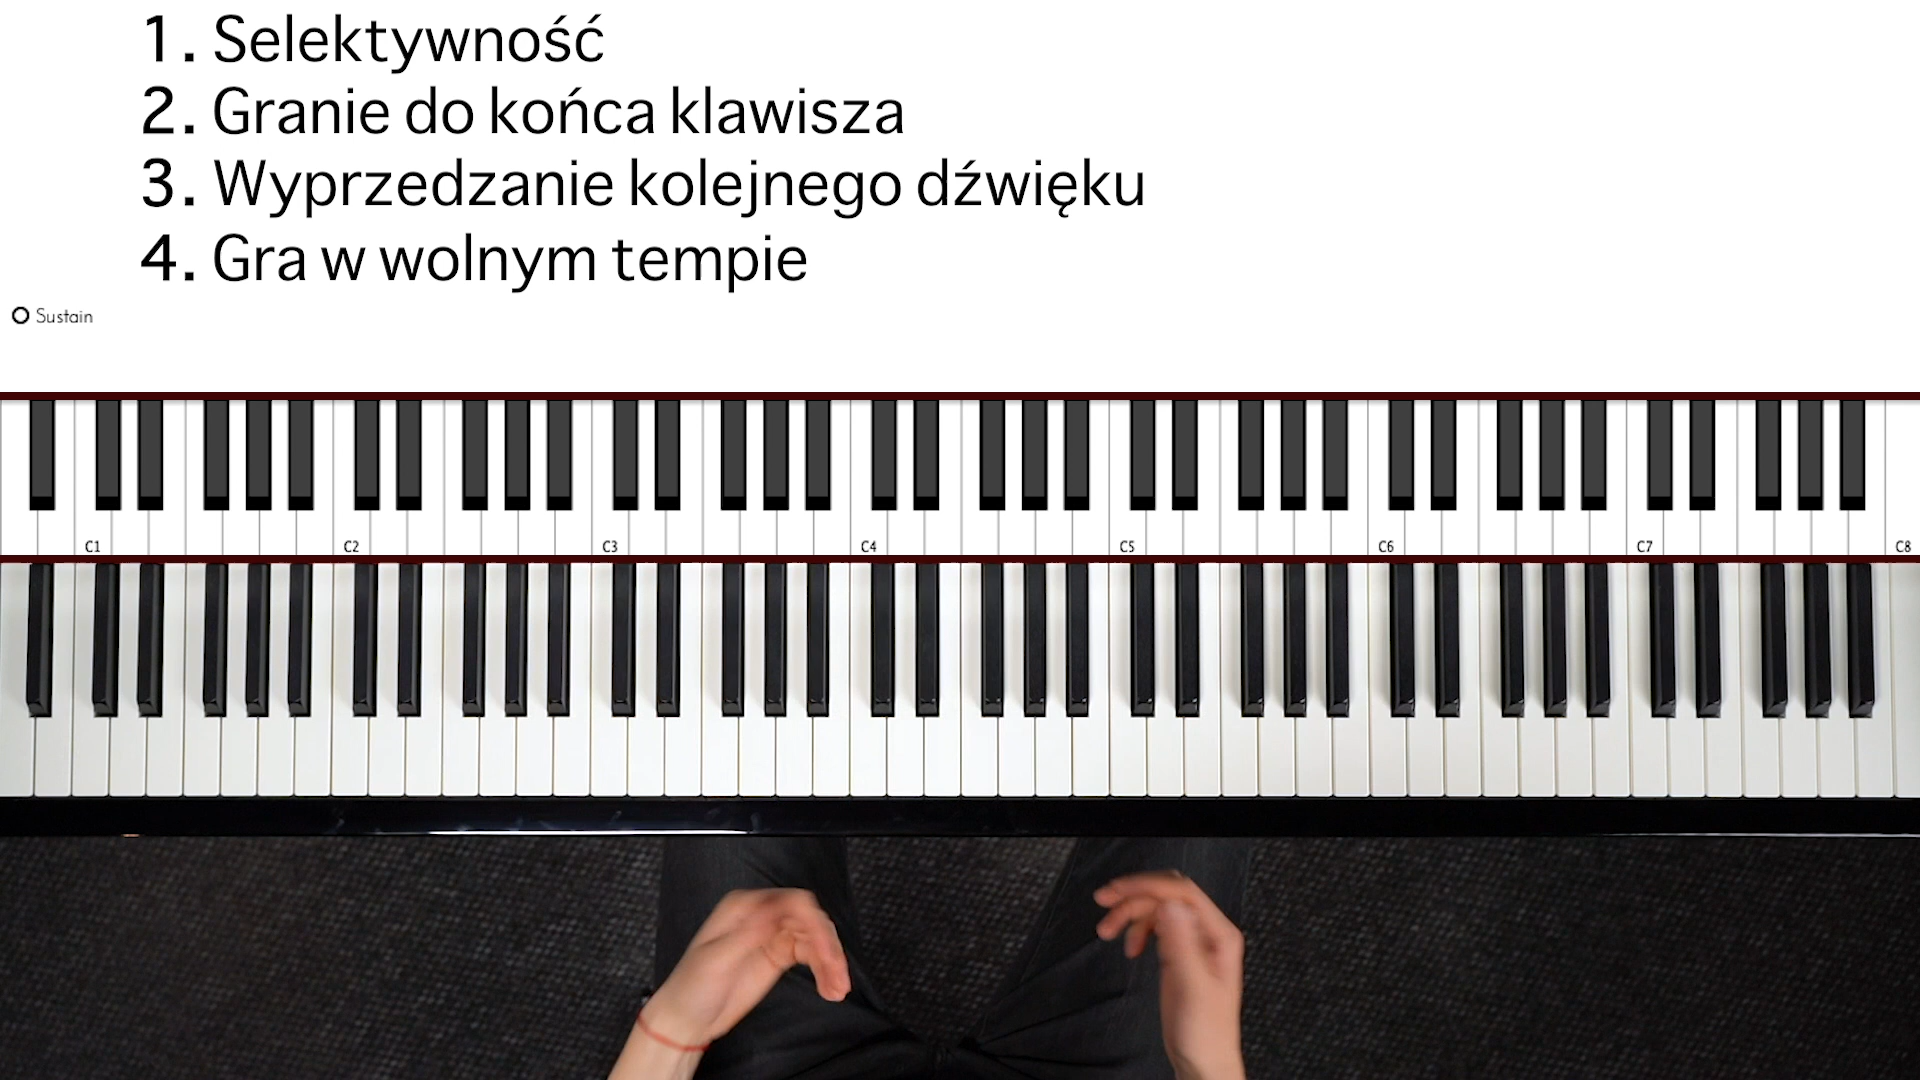 1. Selektywność
2. Granie do końca klawisza
3. Wyprzedzanie kolejnego dźwięku
4. Gra w wolnym tempie
Sustain
C1 C2 C3 C4 C5 C6 C7 C8